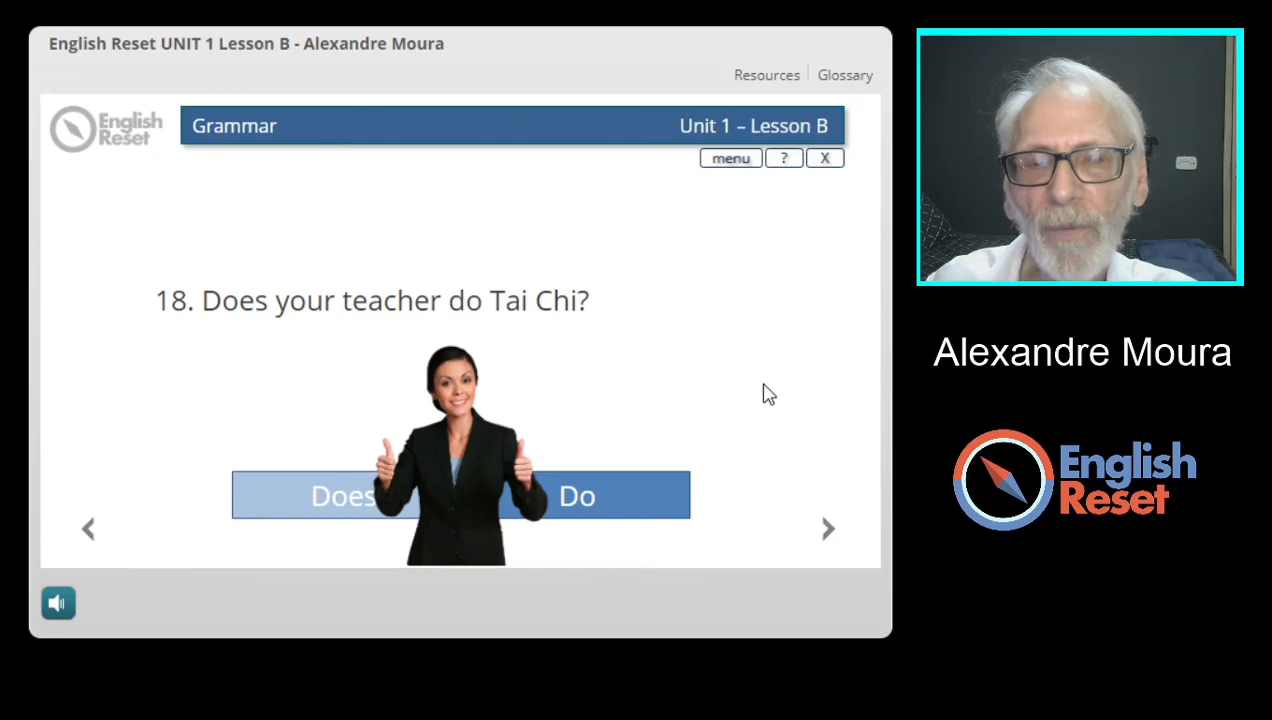 English Reset UNIT 1 Lesson B - Alexandre Moura
Resources
Glossary
English
Reset
Grammar
Unit 1 – Lesson B
menu
?
X
18. Does your teacher do Tai Chi?
Does
Do
Alexandre Moura
English
Reset